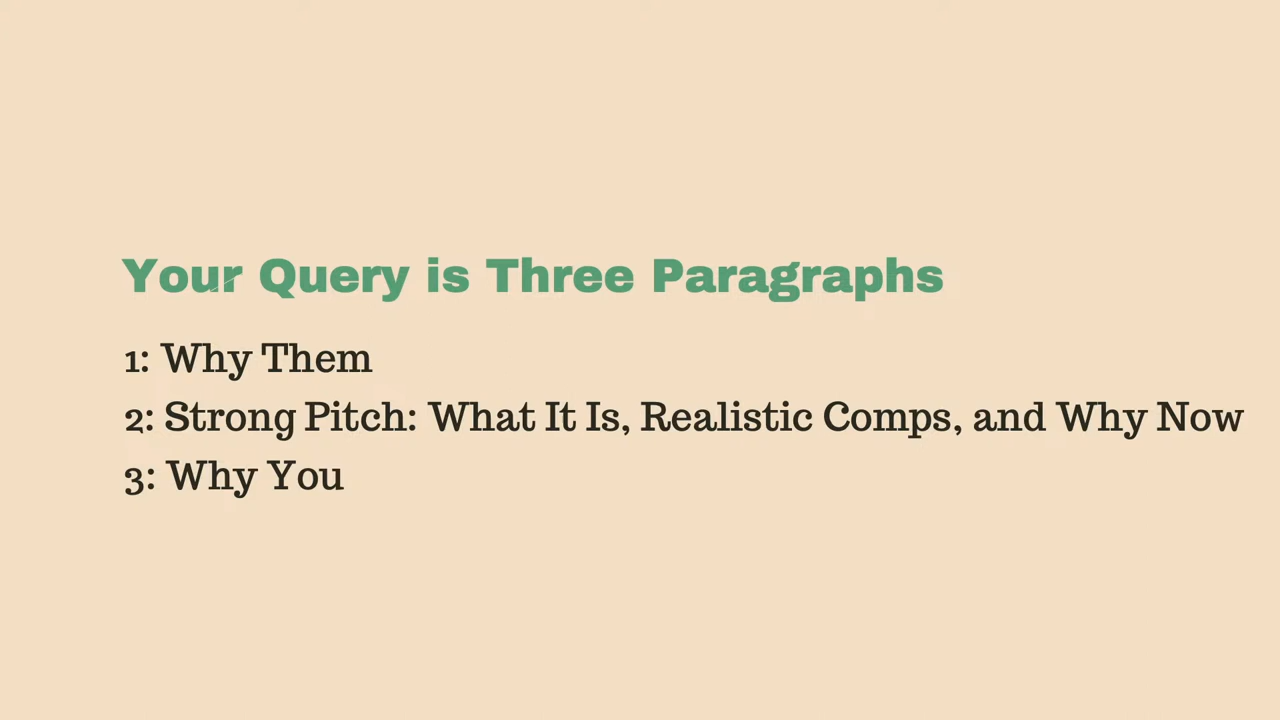 Your Query is Three Paragraphs
1: Why Them
2: Strong Pitch: What It Is, Realistic Comps, and Why Now
3: Why You